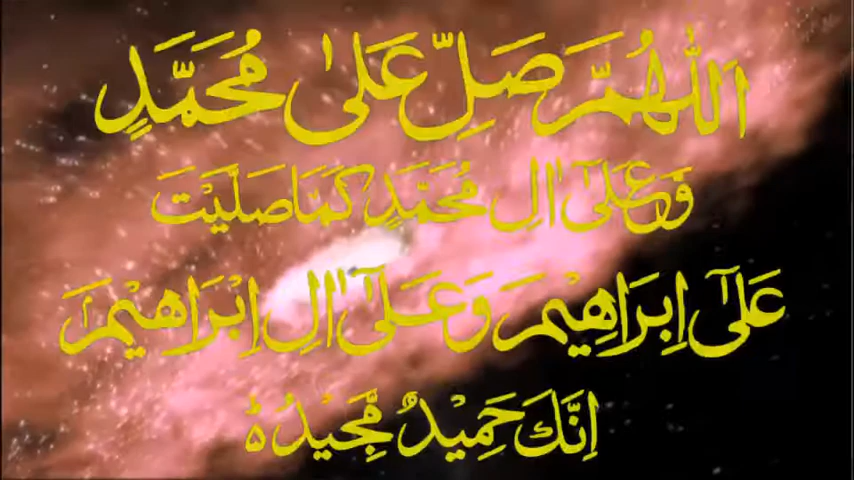 اَللّٰهُمَّ صَلِّ عَلٰى مُحَمَّدٍ
وَّعَلٰٓى اٰلِ مُحَمَّدٍ كَمَا صَلَّيْتَ
عَلٰٓى اِبْرَاهِيْمَ وَعَلٰٓى اٰلِ اِبْرَاهِيْمَ
اِنَّكَ حَمِيْدٌ مَّجِيْدٌ ه